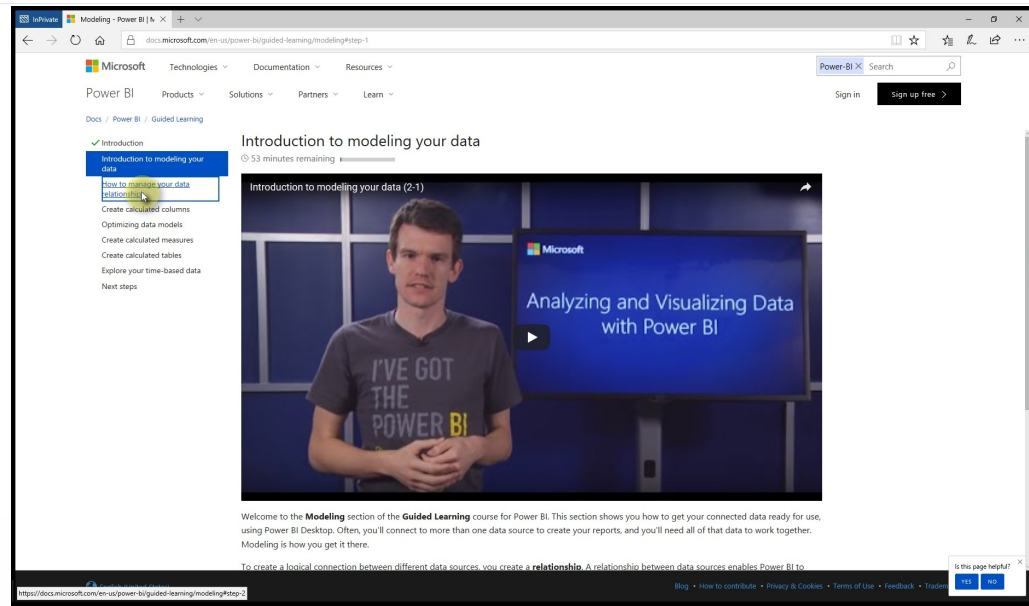 InPrivate
Modeling - Power BI | M
docs.microsoft.com/en-us/power-bi/guided-learning/modeling#step-1
Microsoft Technologies Documentation Resources
Power-BI × Search
Power BI Products Solutions Partners Learn
Sign in Sign up free
Docs / Power BI / Guided Learning
Introduction
Introduction to modeling your
data
How to manage your data
relationships
Create calculated columns
Optimizing data models
Create calculated measures
Create calculated tables
Explore your time-based data
Next steps
Introduction to modeling your data
53 minutes remaining
Introduction to modeling your data (2-1)
Microsoft
Analyzing and Visualizing Data
with Power BI
I'VE GOT
THE
POWER BI
Welcome to the Modeling section of the Guided Learning course for Power BI. This section shows you how to get your connected data ready for use,
using Power BI Desktop. Often, you'll connect to more than one data source to create your reports, and you'll need all of that data to work together.
Modeling is how you get it there.
To create a logical connection between different data sources, you create a relationship. A relationship between data sources enables Power BI to
English (United States)
Blog • How to contribute • Privacy & Cookies • Terms of Use • Feedback • Tradem
https://docs.microsoft.com/en-us/power-bi/guided-learning/modeling#step-2
Is this page helpful?
YES NO